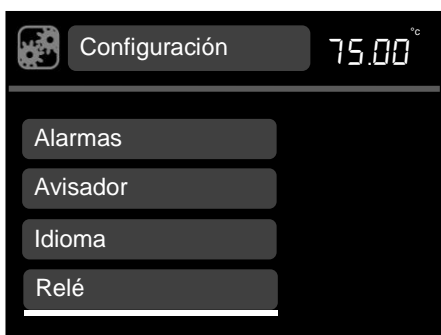 Configuración
75.00 °c
Alarmas
Avisador
Idioma
Relé